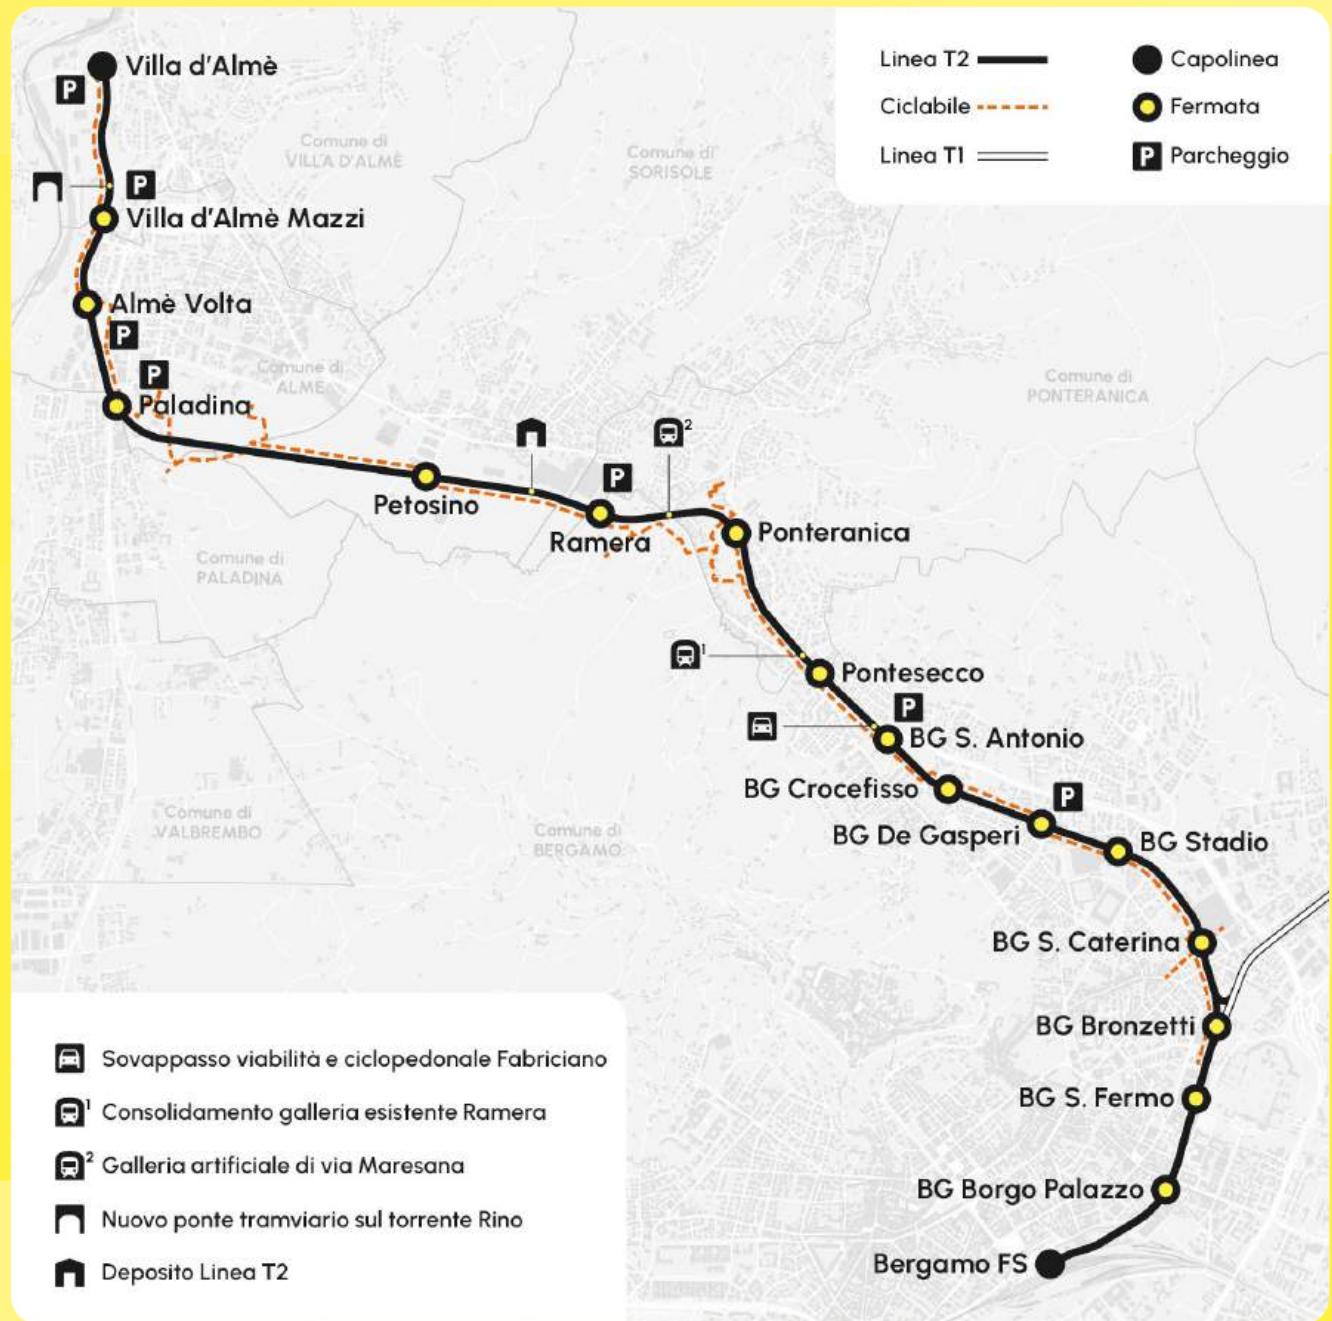 Villa d'Almè
P
Linea T2
Capolinea
Ciclabile
Fermata
Linea T1
P Parcheggio
Comune di
VILLA D'ALMÈ
Comune di
SORISOLE
P
Villa d'Almè Mazzi
Almè Volta
P
P
Comune di
ALMÈ
Paladina
Comune di
PONTERANICA
2
P
Petosino
Ramera
Ponteranica
Comune di
PALADINA
1
Pontesecco
P
BG S. Antonio
BG Crocefisso
P
Comune di
VALBREMBO
Comune di
BERGAMO
BG De Gasperi
BG Stadio
BG S. Caterina
BG Bronzetti
BG S. Fermo
BG Borgo Palazzo
Bergamo FS
Sovappasso viabilità e ciclopedonale Fabriciano
1 Consolidamento galleria esistente Ramera
2 Galleria artificiale di via Maresana
Nuovo ponte tramviario sul torrente Rino
Deposito Linea T2